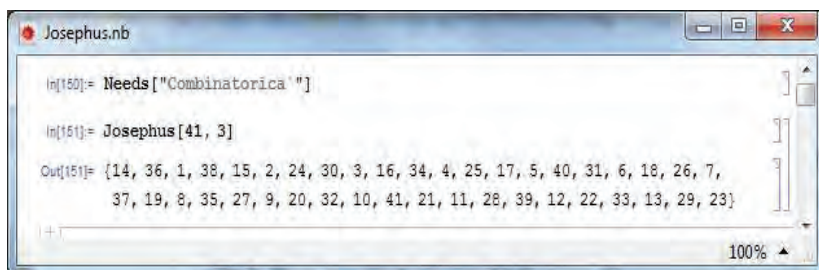 Josephus.nb
In[150]:= Needs["Combinatorica`"]
In[151]:= Josephus[41, 3]
Out[151]= {14, 36, 1, 38, 15, 2, 24, 30, 3, 16, 34, 4, 25, 17, 5, 40, 31, 6, 18, 26, 7,
37, 19, 8, 35, 27, 9, 20, 32, 10, 41, 21, 11, 28, 39, 12, 22, 33, 13, 29, 23}
100%